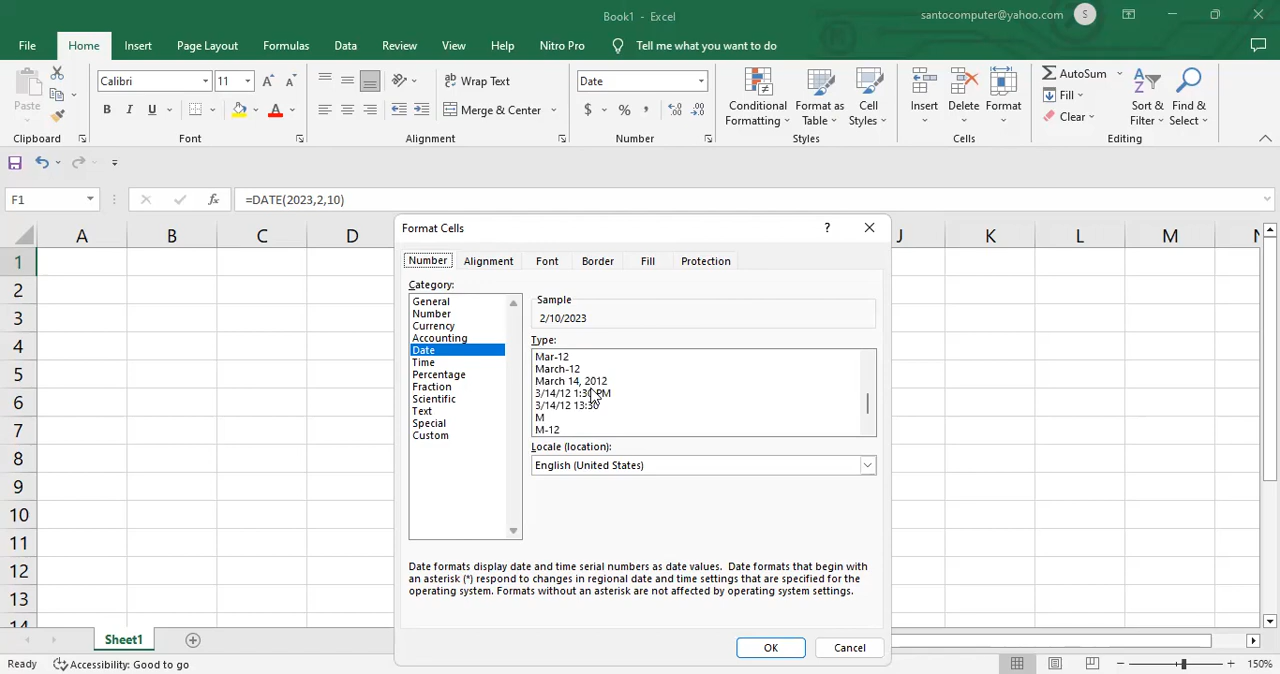 Book1 - Excel
santocomputer@yahoo.com
S
File Home Insert Page Layout Formulas Data Review View Help Nitro Pro Tell me what you want to do
Calibri 11 Wrap Text Date AutoSum
Paste Fill
B I U A Merge & Center $ % Conditional Formatting Format as Table Cell Styles Insert Delete Format Clear Sort & Filter Find & Select
Clipboard Font Alignment Number Styles Cells Editing
F1 fx =DATE(2023,2,10)
A B C D J K L M N
Format Cells
?
Number Alignment Font Border Fill Protection
Category:
General
Number
Currency
Accounting
Date
Time
Percentage
Fraction
Scientific
Text
Special
Custom
Sample
2/10/2023
Type:
Mar-12
March-12
March 14, 2012
3/14/12 1:30 PM
3/14/12 13:30
M
M-12
Locale (location):
English (United States)
Date formats display date and time serial numbers as date values. Date formats that begin with
an asterisk (*) respond to changes in regional date and time settings that are specified for the
operating system. Formats without an asterisk are not affected by operating system settings.
OK Cancel
1
2
3
4
5
6
7
8
9
10
11
12
13
14
Sheet1
Ready Accessibility: Good to go 150%